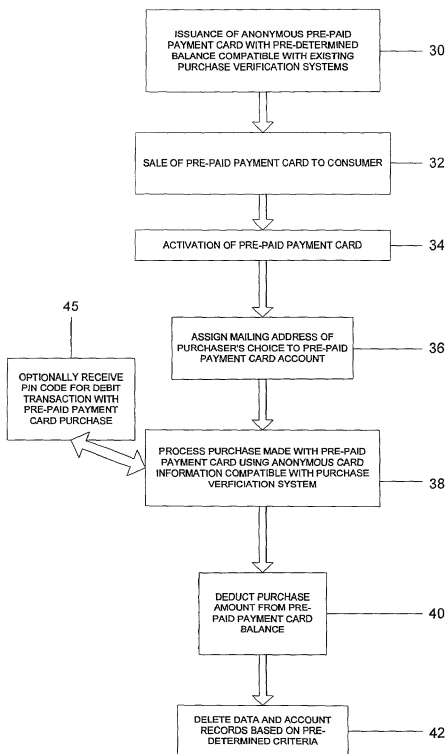 ISSUANCE OF ANONYMOUS PRE-PAID
PAYMENT CARD WITH PRE-DETERMINED
BALANCE COMPATIBLE WITH EXISTING
PURCHASE VERIFICATION SYSTEMS
30
SALE OF PRE-PAID PAYMENT CARD TO CONSUMER
32
ACTIVATION OF PRE-PAID PAYMENT CARD
34
ASSIGN MAILING ADDRESS OF
PURCHASER'S CHOICE TO PRE-PAID
PAYMENT CARD ACCOUNT
36
45
OPTIONALLY RECEIVE
PIN CODE FOR DEBIT
TRANSACTION WITH
PRE-PAID PAYMENT
CARD PURCHASE
PROCESS PURCHASE MADE WITH PRE-PAID
PAYMENT CARD USING ANONYMOUS CARD
INFORMATION COMPATIBLE WITH PURCHASE
VERFICIATION SYSTEM
38
DEDUCT PURCHASE
AMOUNT FROM PRE-
PAID PAYMENT CARD
BALANCE
40
DELETE DATA AND ACCOUNT
RECORDS BASED ON PRE-
DETERMINED CRITERIA
42